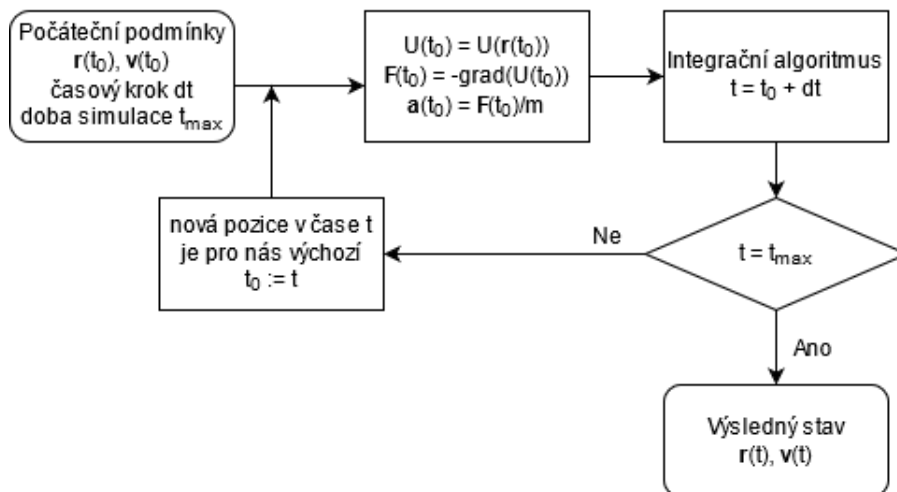 Počáteční podmínky
r(t₀), v(t₀)
časový krok dt
doba simulace tₘₐₓ
U(t₀) = U(r(t₀))
F(t₀) = -grad(U(t₀))
a(t₀) = F(t₀)/m
Integrační algoritmus
t = t₀ + dt
nová pozice v čase t
je pro nás výchozí
t₀ := t
Ne
t = tₘₐₓ
Ano
Výsledný stav
r(t), v(t)